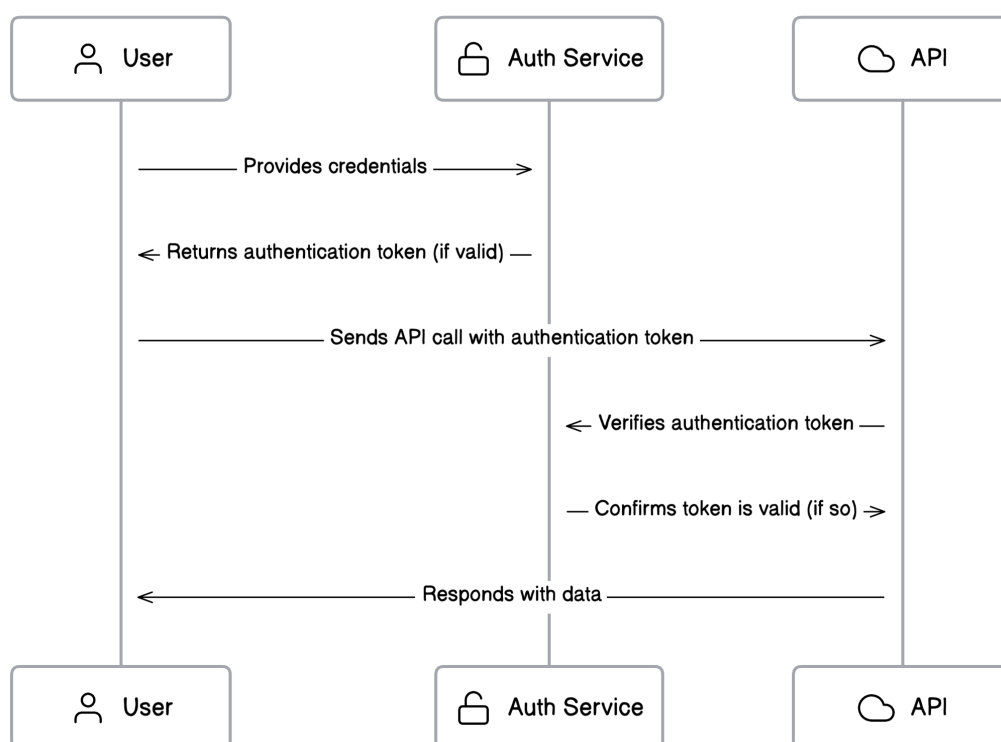 User
Auth Service
API
Provides credentials
Returns authentication token (if valid)
Sends API call with authentication token
Verifies authentication token
Confirms token is valid (if so)
Responds with data
User
Auth Service
API